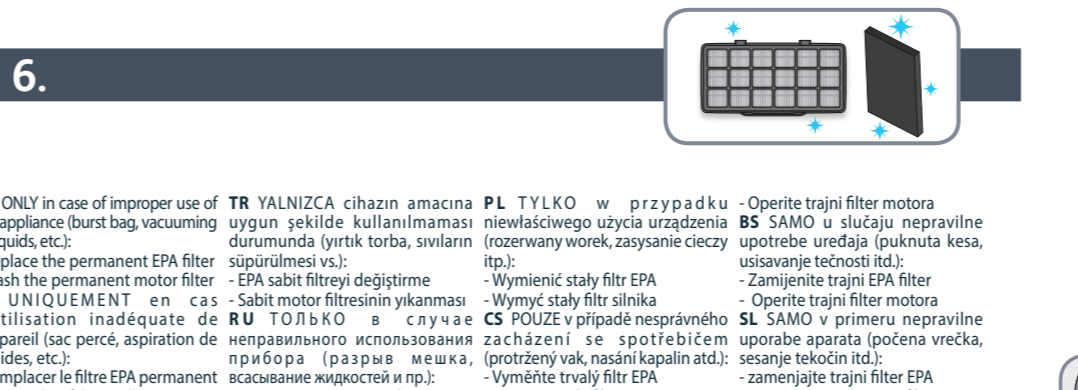 6.
ONLY in case of improper use of
appliance (burst bag, vacuuming
quids, etc.):
place the permanent EPA filter
ash the permanent motor filter
UNIQUEMENT en cas
tilisation inadéquate de
pareil (sac percé, aspiration de
ides, etc.):
mplacer le filtre EPA permanent
TR YALNIZCA cihazın amacına
uygun şekilde kullanılmaması
durumunda (yırtık torba, sıvıların
süpürülmesi vs.):
- EPA sabit filtreyi değiştirme
- Sabit motor filtresinin yıkanması
RU ТОЛЬКО в случае
неправильного использования
прибора (разрыв мешка,
всасывание жидкостей и пр.):
PL TYLKO w przypadku
niewłaściwego użycia urządzenia
(rozerwany worek, zasysanie cieczy
itp.):
- Wymienić stały filtr EPA
- Wymyć stały filtr silnika
CS POUZE v případě nesprávného
zacházení se spotřebičem
(protržený vak, nasání kapalin atd.):
- Vyměňte trvalý filtr EPA
- Operite trajni filter motora
BS SAMO u slučaju nepravilne
upotrebe uređaja (puknuta kesa,
usisavanje tečnosti itd.):
- Zamijenite trajni EPA filter
- Operite trajni filter motora
SL SAMO v primeru nepravilne
uporabe aparata (počena vrečka,
sesanje tekočin itd.):
- zamenjajte trajni filter EPA